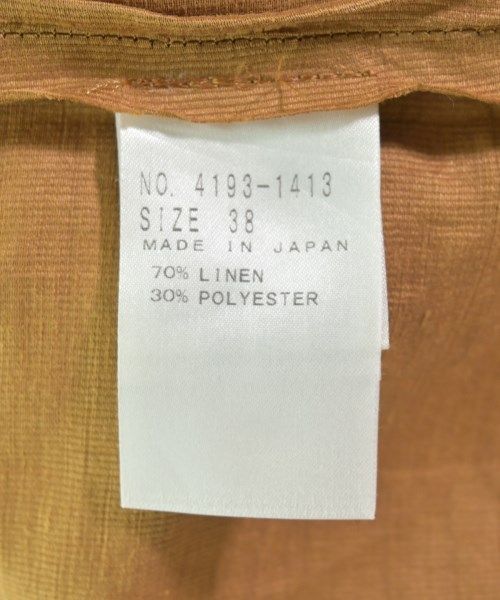 NO. 4193-1413
SIZE 38
MADE IN JAPAN
70% LINEN
30% POLYESTER